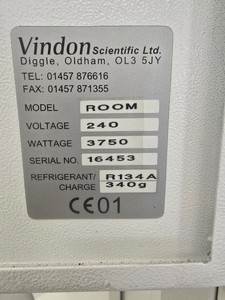 Vindon Scientific Ltd.
Diggle, Oldham, OL3 5JY
TEL: 01457 876616
FAX: 01457 871355
MODEL ROOM
VOLTAGE 240
WATTAGE 3750
SERIAL NO. 16453
REFRIGERANT/ R134A
CHARGE 340g
CE01